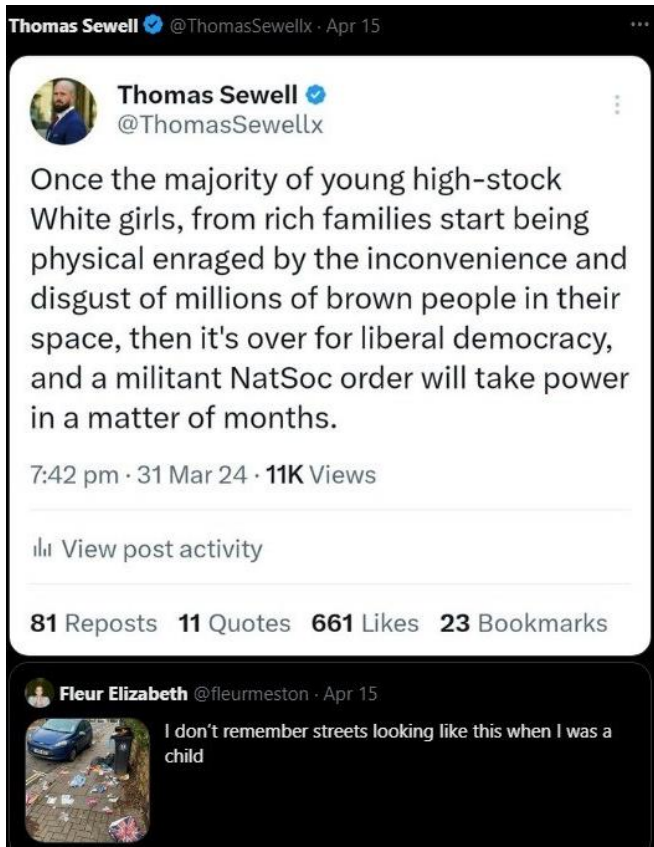 Thomas Sewell @ThomasSewellx · Apr 15
Thomas Sewell
@ThomasSewellx
Once the majority of young high-stock
White girls, from rich families start being
physical enraged by the inconvenience and
disgust of millions of brown people in their
space, then it's over for liberal democracy,
and a militant NatSoc order will take power
in a matter of months.
7:42 pm · 31 Mar 24 · 11K Views
View post activity
81 Reposts 11 Quotes 661 Likes 23 Bookmarks
Fleur Elizabeth @fleurmeston · Apr 15
I don’t remember streets looking like this when I was a
child